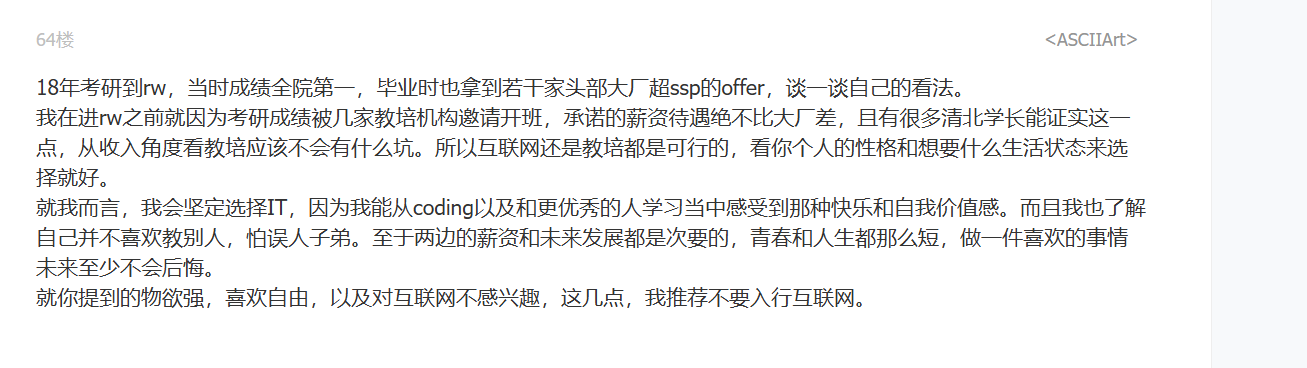 64楼
<ASCIIArt>
18年考研到rw，当时成绩全院第一，毕业时也拿到若干家头部大厂超ssp的offer，谈一谈自己的看法。
我在进rw之前就因为考研成绩被几家教培机构邀请开班，承诺的薪资待遇绝不比大厂差，且有很多清北学长能证实这一
点，从收入角度看教培应该不会有什么坑。所以互联网还是教培都是可行的，看你个人的性格和想要什么生活状态来选
择就好。
就我而言，我会坚定选择IT，因为我能从coding以及和更优秀的人学习当中感受到那种快乐和自我价值感。而且我也了解
自己并不喜欢教别人，怕误人子弟。至于两边的薪资和未来发展都是次要的，青春和人生都那么短，做一件喜欢的事情
未来至少不会后悔。
就你提到的物欲强，喜欢自由，以及对互联网不感兴趣，这几点，我推荐不要入行互联网。